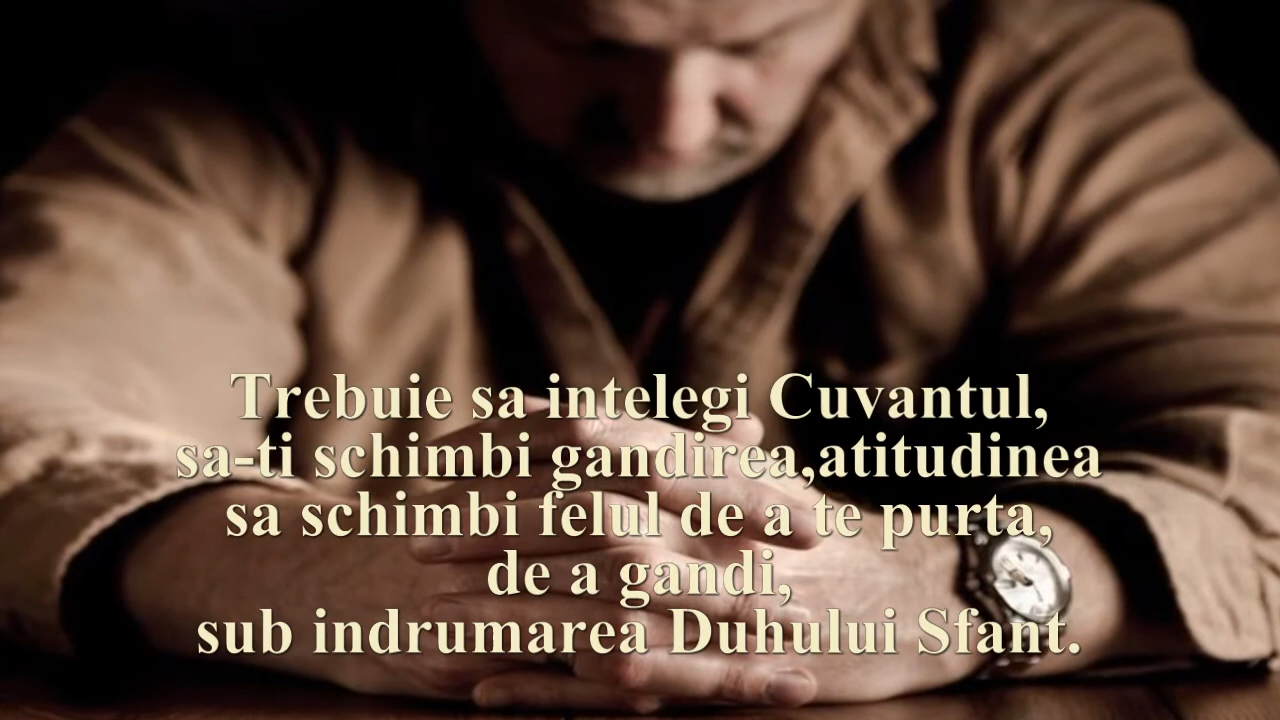 Trebuie sa intelegi Cuvantul,
sa-ti schimbi gandirea,atitudinea
sa schimbi felul de a te purta,
de a gandi,
sub indrumarea Duhului Sfant.